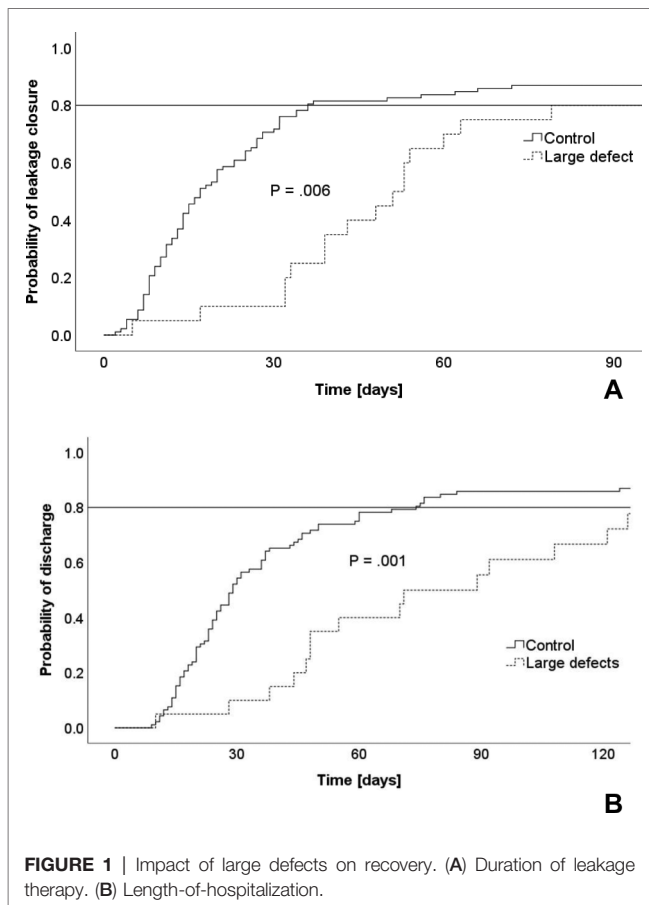 1.0
0.8
0.6
0.4
0.2
0.0
Probability of leakage closure
P = .006
Control
Large defect
0 30 60 90
Time [days]
A
1.0
0.8
0.6
0.4
0.2
0.0
Probability of discharge
P = .001
Control
Large defects
0 30 60 90 120
Time [days]
B
FIGURE 1 | Impact of large defects on recovery. (A) Duration of leakage
therapy. (B) Length-of-hospitalization.